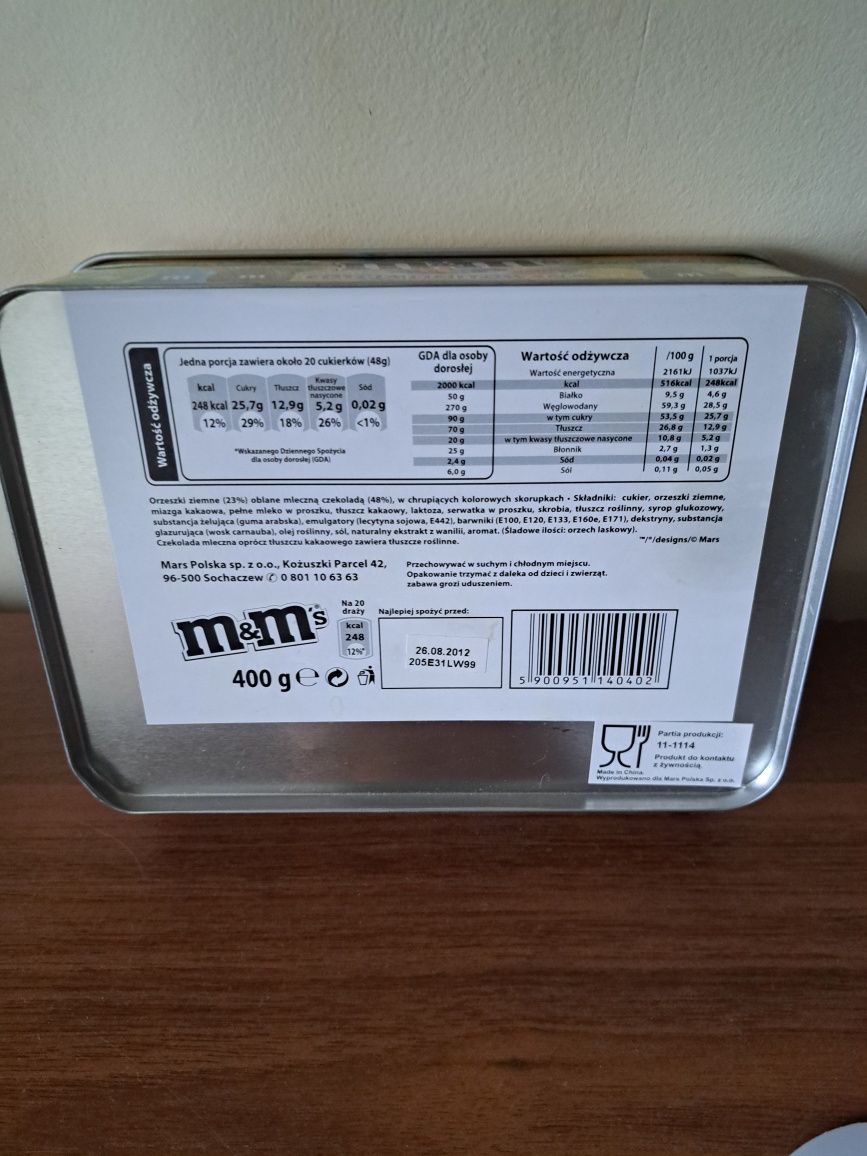 Wartość odżywcza
Jedna porcja zawiera około 20 cukierków (48g)
kcal Cukry Tłuszcz Kwasy tłuszczowe nasycone Sód
248 kcal 25,7g 12,9g 5,2 g 0,02 g
12% 29% 18% 26% <1%
*Wskazanego Dziennego Spożycia
dla osoby dorosłej (GDA)
GDA dla osoby
dorosłej
2000 kcal
50 g
270 g
90 g
70 g
20 g
25 g
2,4 g
6,0 g
Wartość odżywcza /100 g 1 porcja
Wartość energetyczna 2161kJ 1037kJ
kcal 516kcal 248kcal
Białko 9,5 g 4,6 g
Węglowodany 59,3 g 28,5 g
w tym cukry 53,5 g 25,7 g
Tłuszcz 26,8 g 12,9 g
w tym kwasy tłuszczowe nasycone 10,8 g 5,2 g
Błonnik 2,7 g 1,3 g
Sód 0,04 g 0,02 g
Sól 0,11 g 0,05 g
Orzeszki ziemne (23%) oblane mleczną czekoladą (48%), w chrupiących kolorowych skorupkach • Składniki: cukier, orzeszki ziemne,
miazga kakaowa, pełne mleko w proszku, tłuszcz kakaowy, laktoza, serwatka w proszku, skrobia, tłuszcz roślinny, syrop glukozowy,
substancja żelująca (guma arabska), emulgatory (lecytyna sojowa, E442), barwniki (E100, E120, E133, E160e, E171), dekstryny, substancja
glazurująca (wosk carnauba), olej roślinny, sól, naturalny ekstrakt z wanilii, aromat. (Śladowe ilości: orzech laskowy).
Czekolada mleczna oprócz tłuszczu kakaowego zawiera tłuszcze roślinne.
™/®/designs/© Mars
Mars Polska sp. z o.o., Kożuszki Parcel 42,
96-500 Sochaczew ✆ 0 801 10 63 63
Przechowywać w suchym i chłodnym miejscu.
Opakowanie trzymać z daleka od dzieci i zwierząt.
zabawa grozi uduszeniem.
m&m's
Na 20
draży
kcal
248
12%*
400 g ℮
Najlepiej spożyć przed:
26.08.2012
205E31LW99
5 900951 140402
Partia produkcji:
11-1114
Produkt do kontaktu
z żywnością.
Made in China.
Wyprodukowano dla Mars Polska Sp. z o.o.